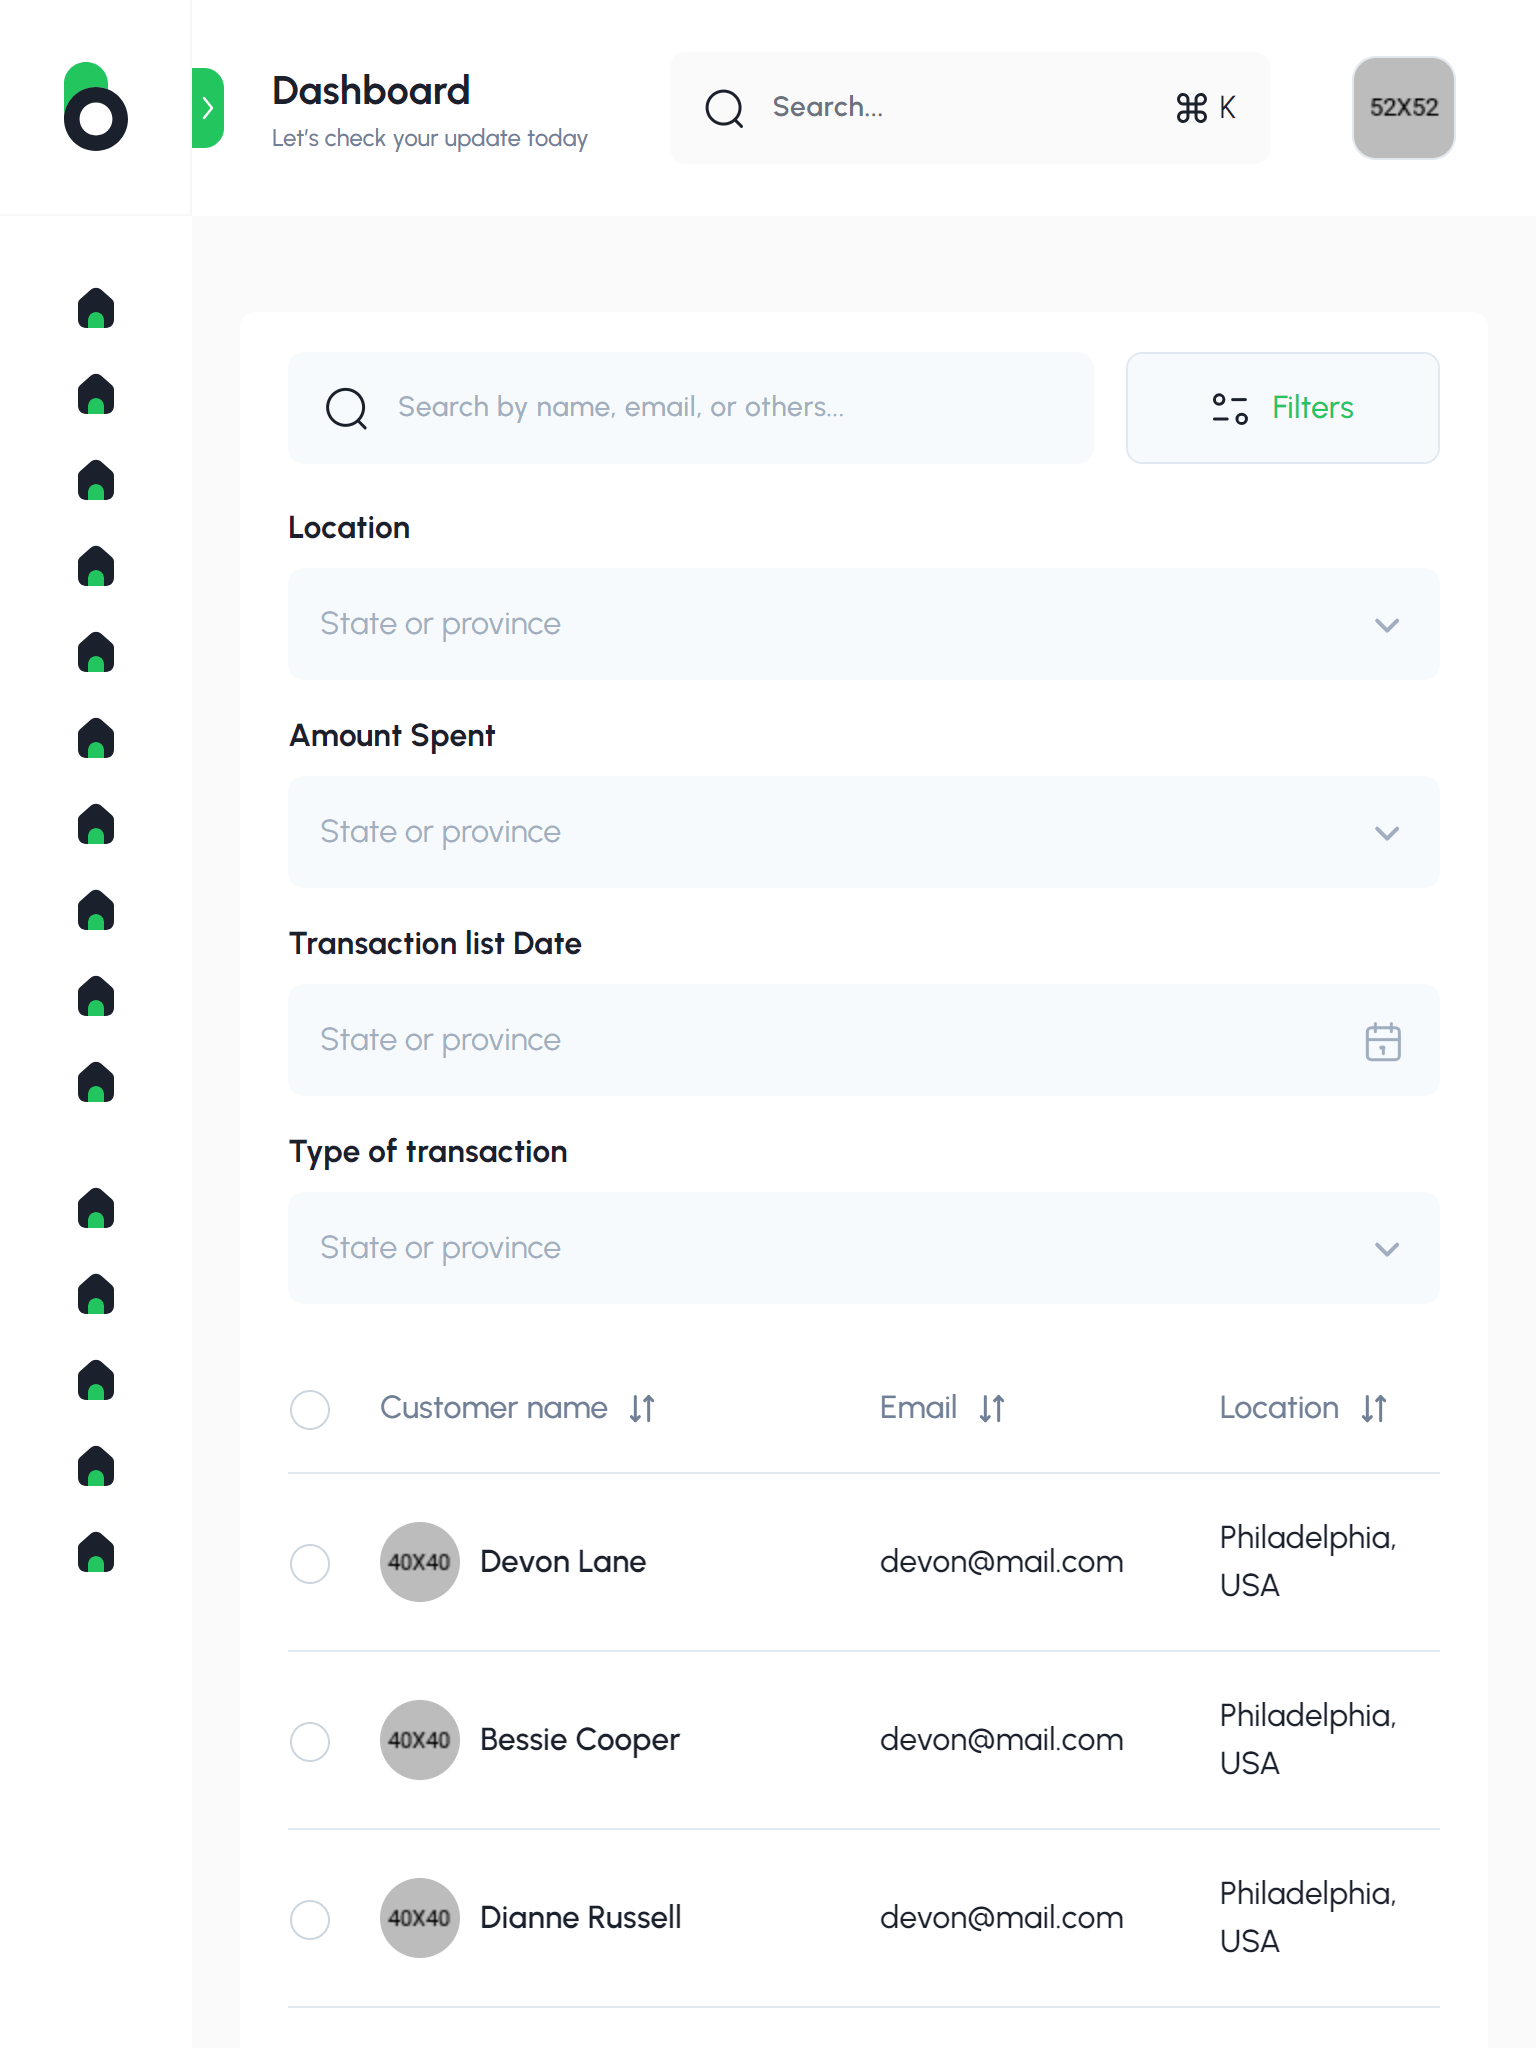 Dashboard
Let's check your update today
Search...
⌘ K
52X52
Search by name, email, or others...
Filters
Location
State or province
Amount Spent
State or province
Transaction list Date
State or province
Type of transaction
State or province
Customer name
Email
Location
40X40
Devon Lane
devon@mail.com
Philadelphia,
USA
40X40
Bessie Cooper
devon@mail.com
Philadelphia,
USA
40X40
Dianne Russell
devon@mail.com
Philadelphia,
USA